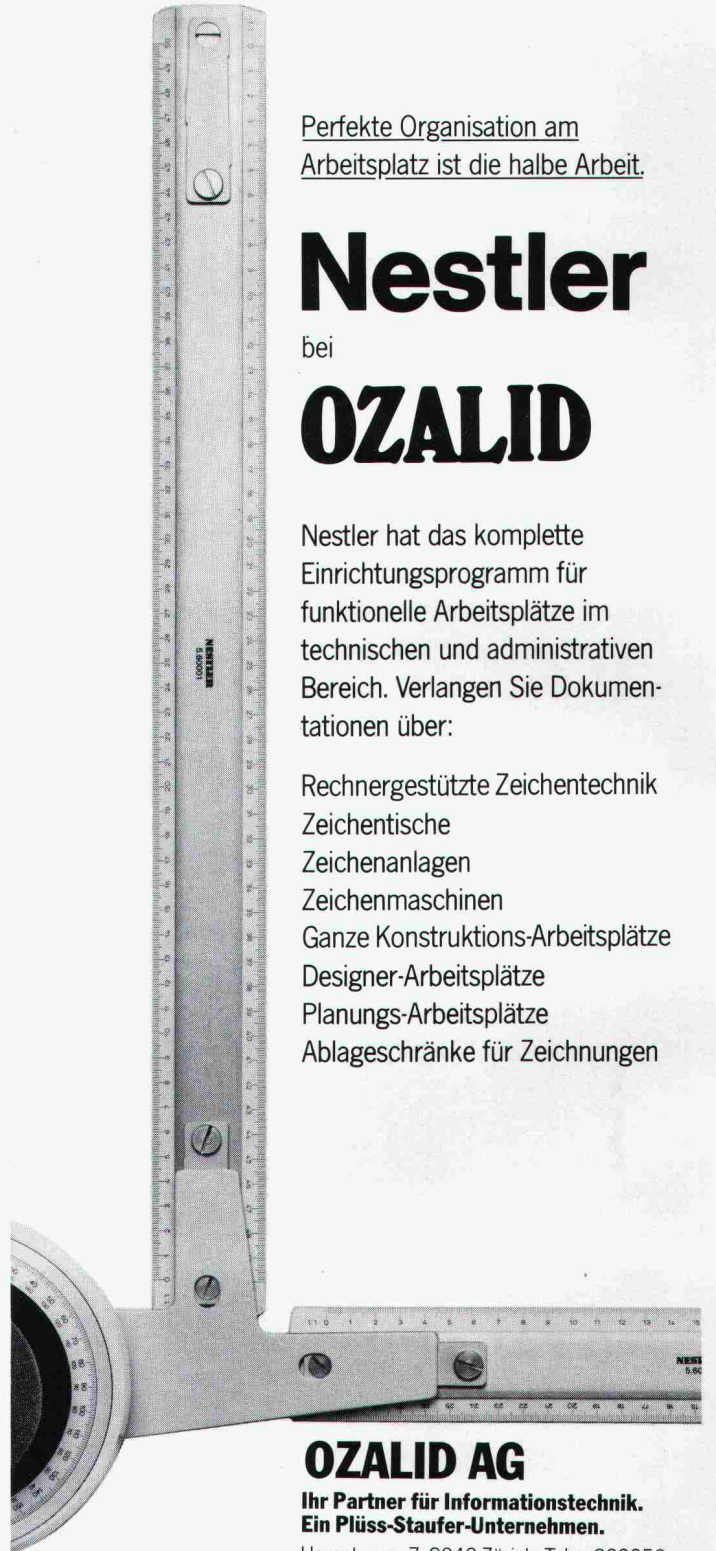 Perfekte Organisation am
Arbeitsplatz ist die halbe Arbeit.
Nestler
bei
OZALID
Nestler hat das komplette
Einrichtungsprogramm für
funktionelle Arbeitsplätze im
technischen und administrativen
Bereich. Verlangen Sie Dokumen-
tationen über:
Rechnergestützte Zeichentechnik
Zeichentische
Zeichenanlagen
Zeichenmaschinen
Ganze Konstruktions-Arbeitsplätze
Designer-Arbeitsplätze
Planungs-Arbeitsplätze
Ablageschränke für Zeichnungen
NESTLER
5.60001
OZALID AG
Ihr Partner für Informationstechnik.
Ein Plüss-Staufer-Unternehmen.